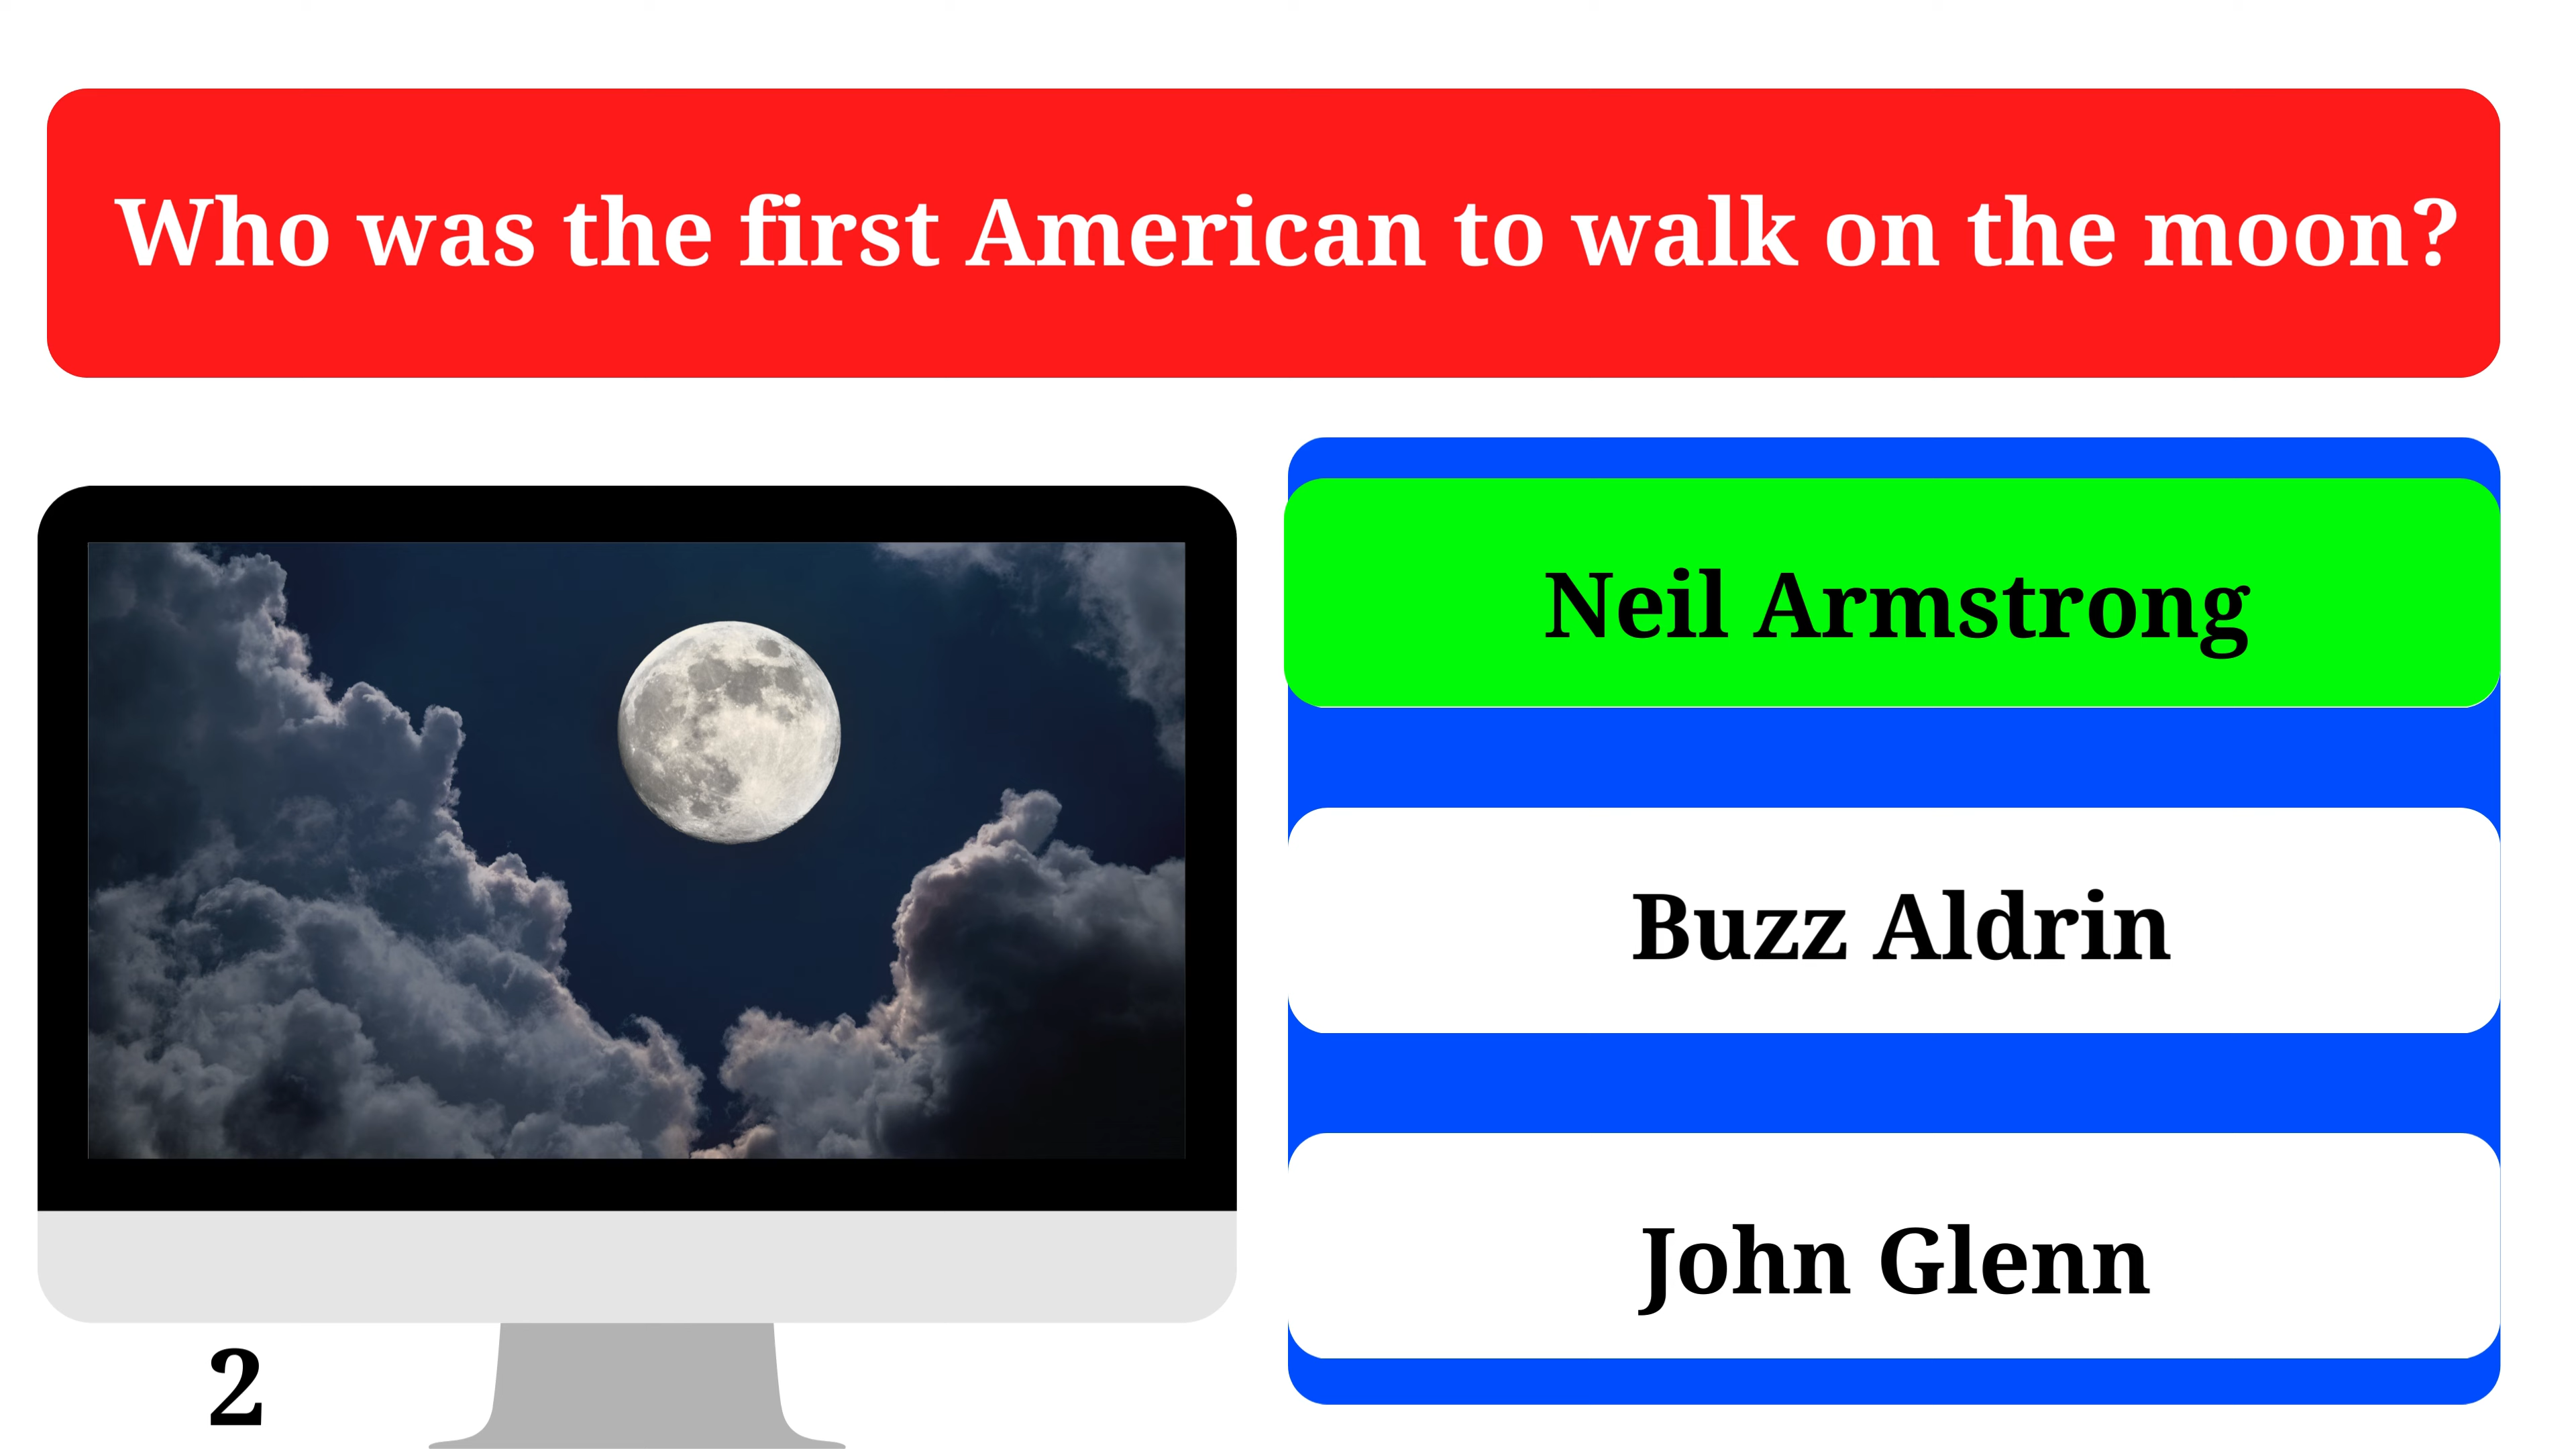 Who was the first American to walk on the moon?
Neil Armstrong
Buzz Aldrin
John Glenn
2